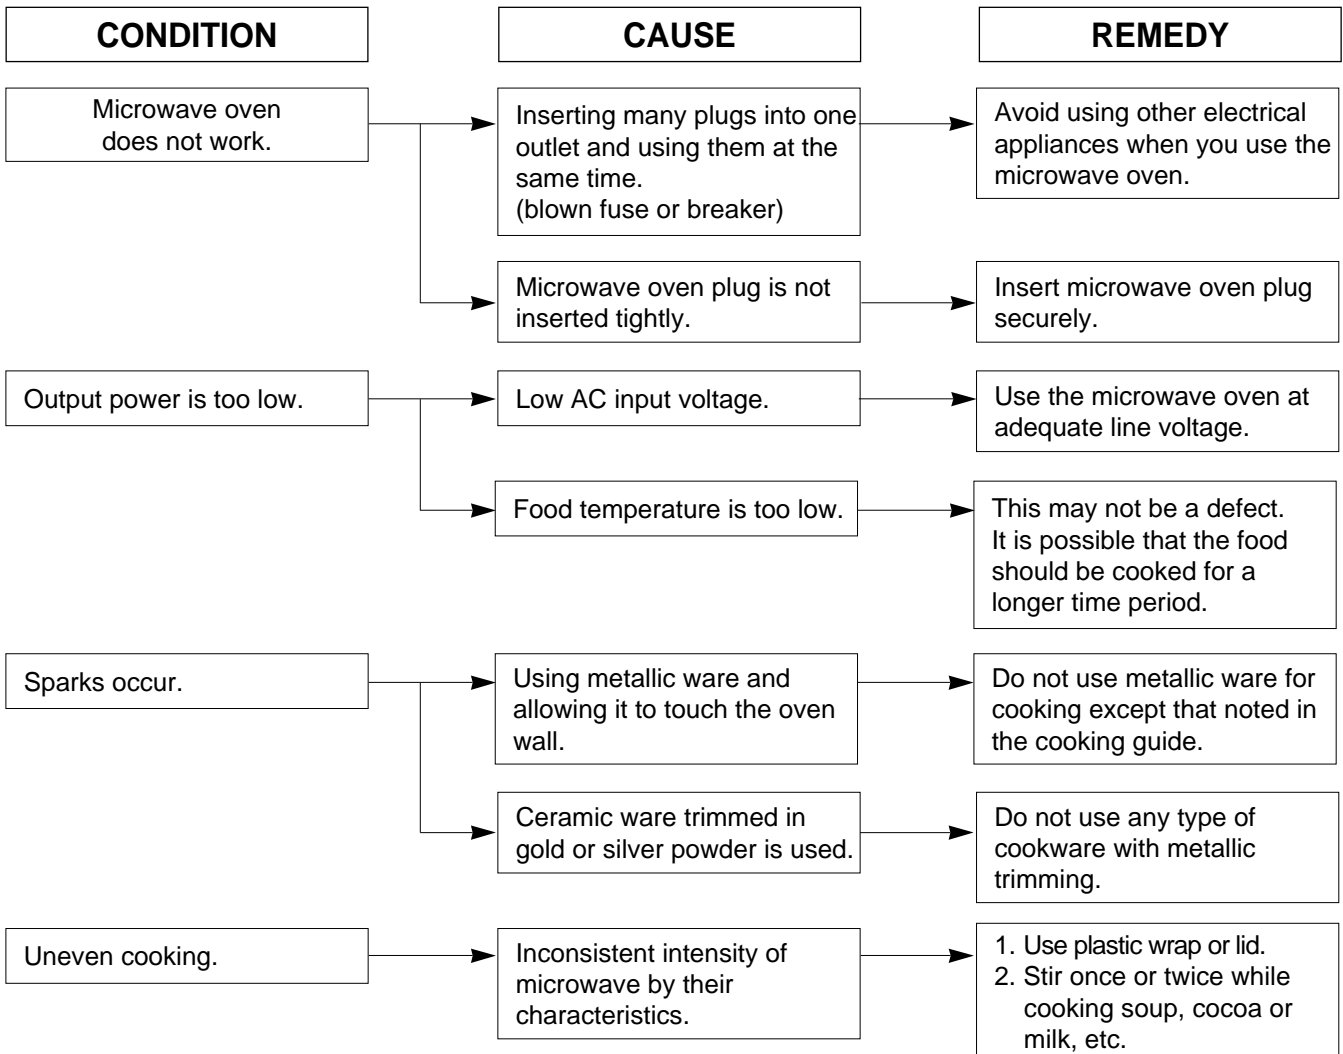 CONDITION
CAUSE
REMEDY
Microwave oven
does not work.
Inserting many plugs into one
outlet and using them at the
same time.
(blown fuse or breaker)
Avoid using other electrical
appliances when you use the
microwave oven.
Microwave oven plug is not
inserted tightly.
Insert microwave oven plug
securely.
Output power is too low.
Low AC input voltage.
Use the microwave oven at
adequate line voltage.
Food temperature is too low.
This may not be a defect.
It is possible that the food
should be cooked for a
longer time period.
Sparks occur.
Using metallic ware and
allowing it to touch the oven
wall.
Do not use metallic ware for
cooking except that noted in
the cooking guide.
Ceramic ware trimmed in
gold or silver powder is used.
Do not use any type of
cookware with metallic
trimming.
Uneven cooking.
Inconsistent intensity of
microwave by their
characteristics.
1. Use plastic wrap or lid.
2. Stir once or twice while
cooking soup, cocoa or
milk, etc.